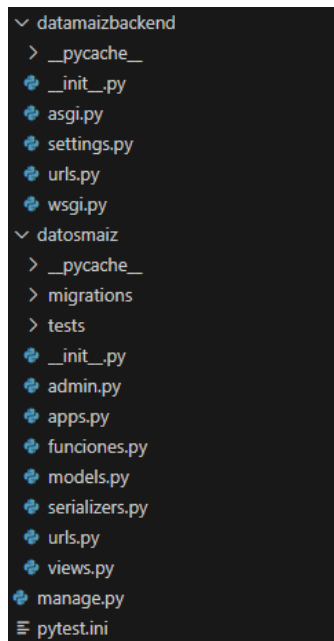 datamaizbackend
__pycache__
__init__.py
asgi.py
settings.py
urls.py
wsgi.py
datosmaiz
__pycache__
migrations
tests
__init__.py
admin.py
apps.py
funciones.py
models.py
serializers.py
urls.py
views.py
manage.py
pytest.ini